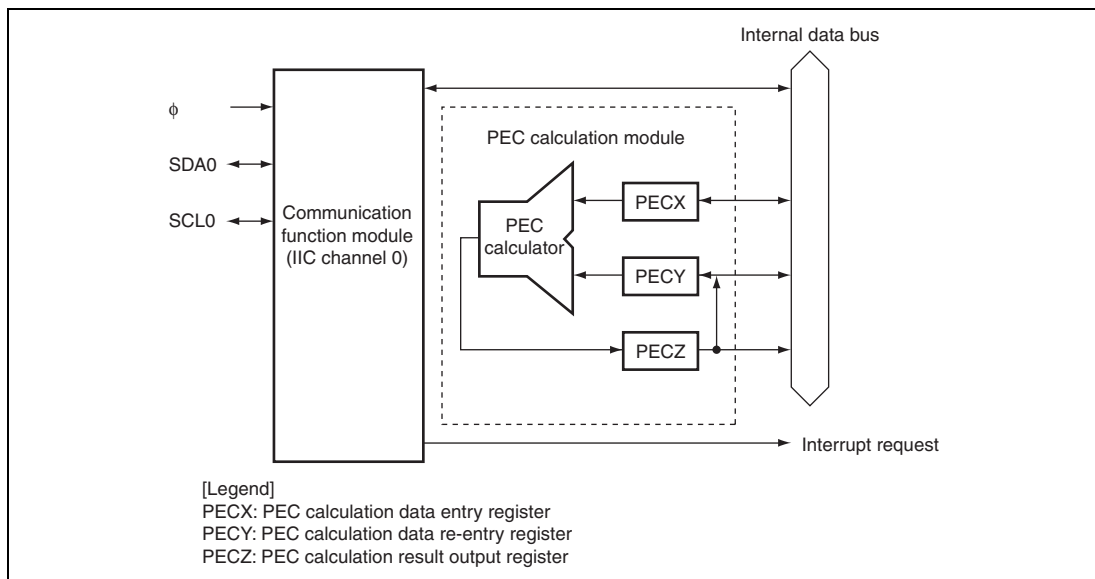 Internal data bus
ϕ
PEC calculation module
SDA0
PECX
SCL0
Communication
function module
(IIC channel 0)
PEC
calculator
PECY
PECZ
Interrupt request
[Legend]
PECX: PEC calculation data entry register
PECY: PEC calculation data re-entry register
PECZ: PEC calculation result output register